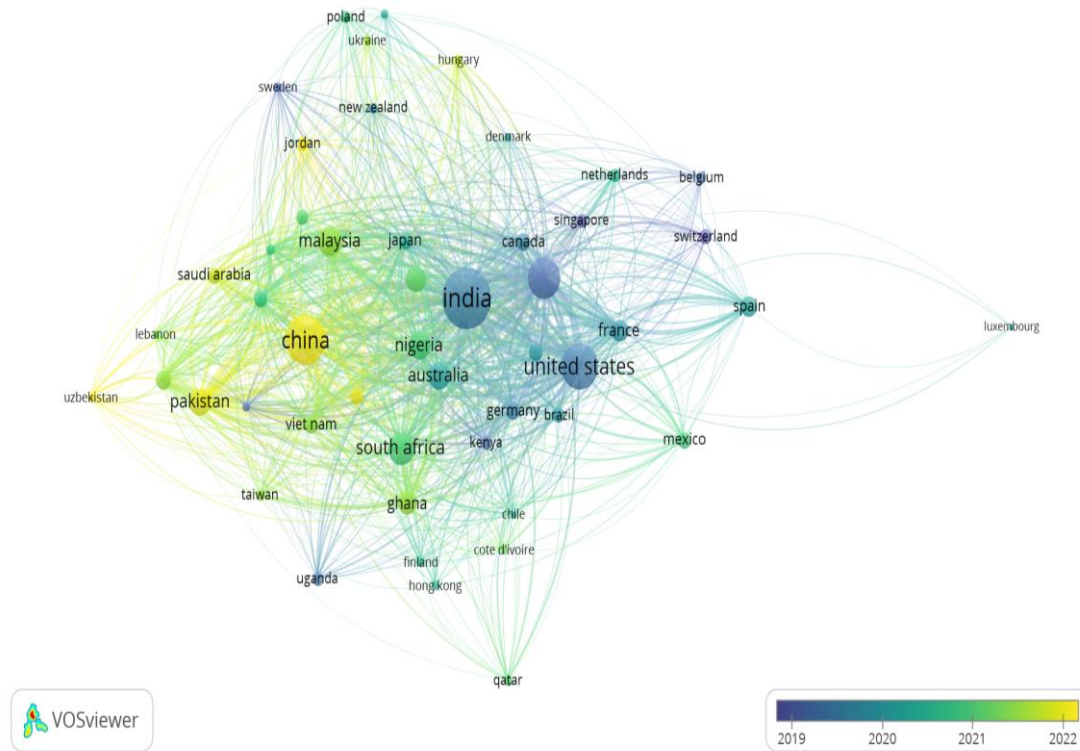 poland
ukraine
hungary
sweden
new zealand
denmark
jordan
netherlands
belgium
singapore
switzerland
malaysia
japan
canada
saudi arabia
india
spain
luxembourg
lebanon
china
nigeria
france
united states
australia
uzbekistan
pakistan
viet nam
germany
brazil
kenya
mexico
south africa
taiwan
ghana
chile
cote d'ivoire
finland
uganda
hong kong
qatar
VOSviewer
2019 2020 2021 2022